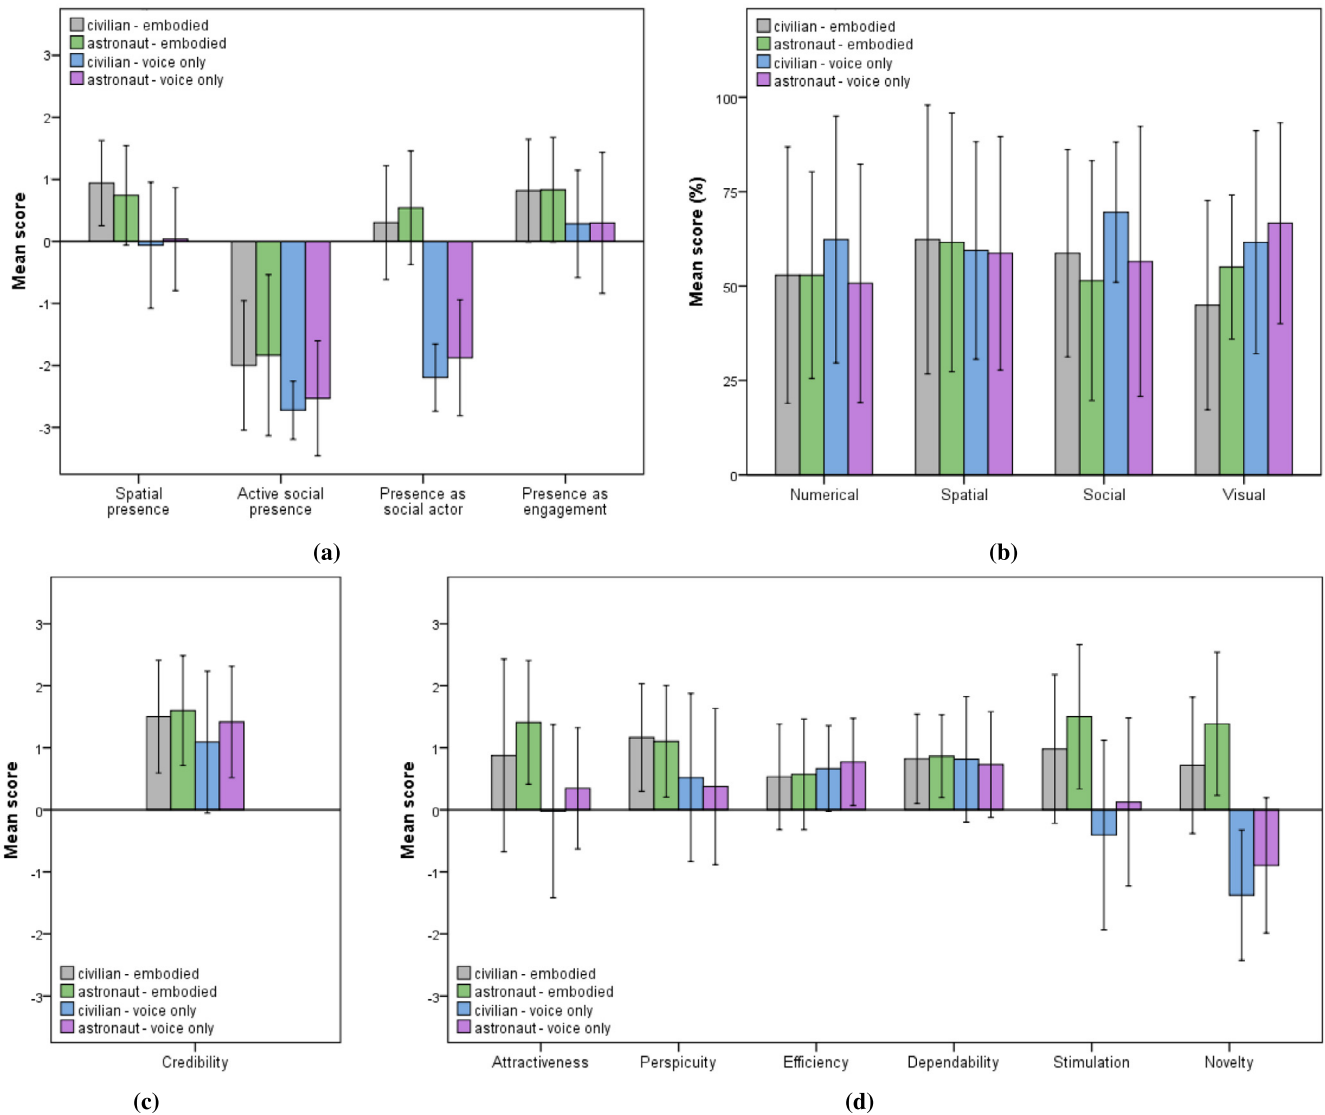 civilian - embodied
astronaut - embodied
civilian - voice only
astronaut - voice only
3
2
1
0
-1
-2
-3
Mean score
Spatial presence
Active social presence
Presence as social actor
Presence as engagement
(a)
civilian - embodied
astronaut - embodied
civilian - voice only
astronaut - voice only
100
75
50
25
0
Mean score (%)
Numerical
Spatial
Social
Visual
(b)
3
2
1
0
-1
-2
-3
Mean score
civilian - embodied
astronaut - embodied
civilian - voice only
astronaut - voice only
Credibility
(c)
3
2
1
0
-1
-2
-3
Mean score
civilian - embodied
astronaut - embodied
civilian - voice only
astronaut - voice only
Attractiveness
Perspicuity
Efficiency
Dependability
Stimulation
Novelty
(d)